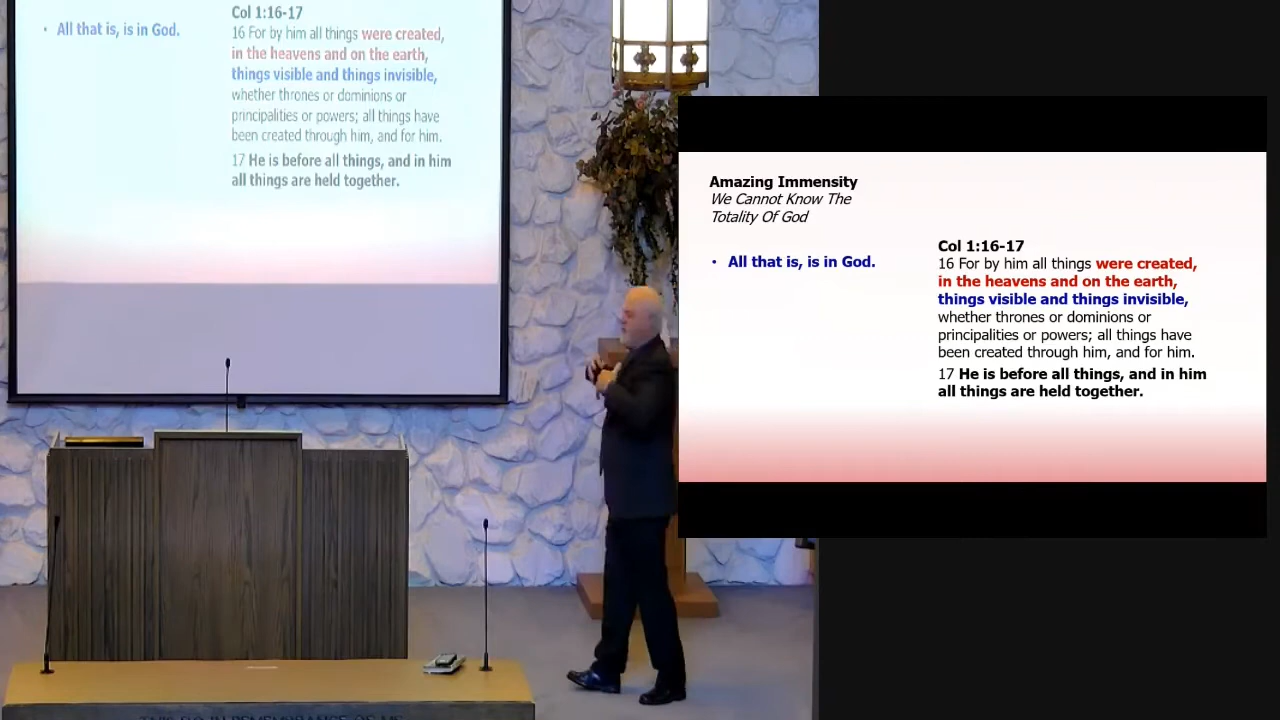 Col 1:16-17
• All that is, is in God.
16 For by him all things were created,
in the heavens and on the earth,
things visible and things invisible,
whether thrones or dominions or
principalities or powers; all things have
been created through him, and for him.
17 He is before all things, and in him
all things are held together.
Amazing Immensity
We Cannot Know The
Totality Of God
• All that is, is in God.
Col 1:16-17
16 For by him all things were created,
in the heavens and on the earth,
things visible and things invisible,
whether thrones or dominions or
principalities or powers; all things have
been created through him, and for him.
17 He is before all things, and in him
all things are held together.
THIS DO IN REMEMBRANCE OF ME